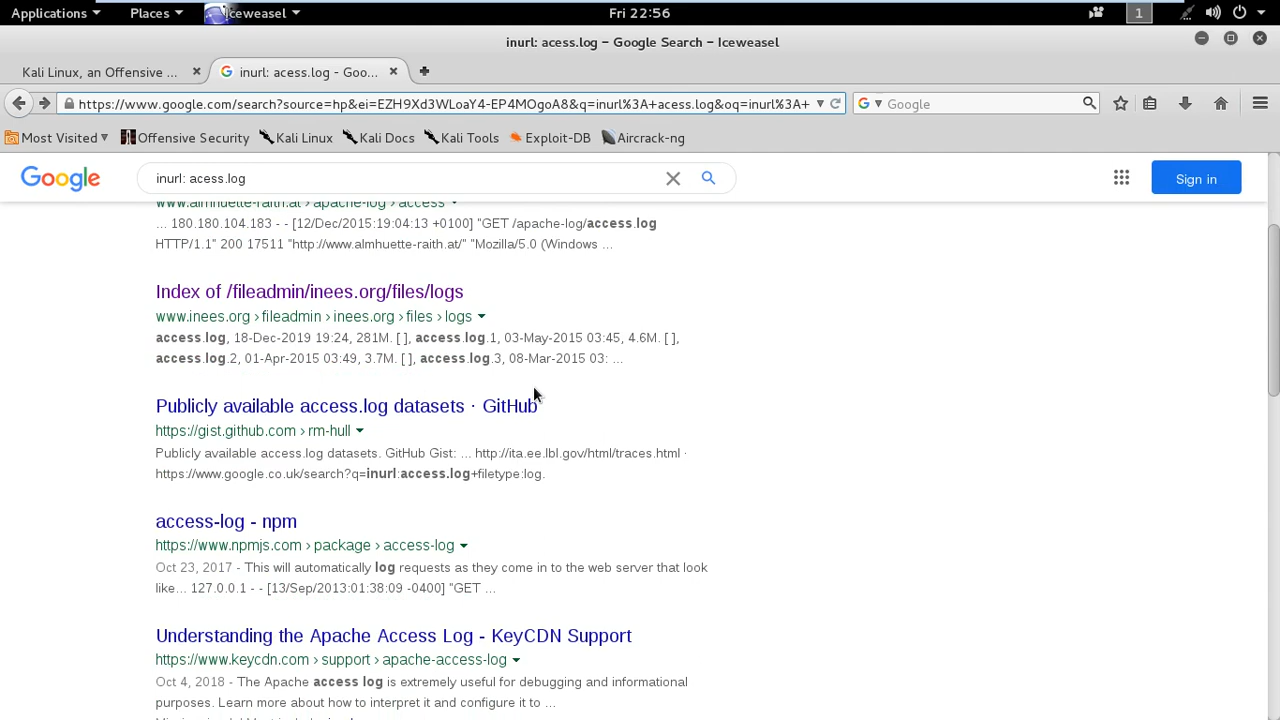 Applications ▾ Places ▾ Iceweasel ▾ Fri 22:56 1
inurl: acess.log – Google Search – Iceweasel
Kali Linux, an Offensive ... × inurl: acess.log - Goo... ×
https://www.google.com/search?source=hp&ei=EZH9Xd3WLoaY4-EP4MOgoA8&q=inurl%3A+acess.log&oq=inurl%3A+ Google
Most Visited Offensive Security Kali Linux Kali Docs Kali Tools Exploit-DB Aircrack-ng
Google inurl: acess.log Sign in
www.almhuette-raith.at › apache-log › access
... 180.180.104.183 - - [12/Dec/2015:19:04:13 +0100] "GET /apache-log/access.log
HTTP/1.1" 200 17511 "http://www.almhuette-raith.at/" "Mozilla/5.0 (Windows ...
Index of /fileadmin/inees.org/files/logs
www.inees.org › fileadmin › inees.org › files › logs
access.log, 18-Dec-2019 19:24, 281M. [ ], access.log.1, 03-May-2015 03:45, 4.6M. [ ],
access.log.2, 01-Apr-2015 03:49, 3.7M. [ ], access.log.3, 08-Mar-2015 03: ...
Publicly available access.log datasets · GitHub
https://gist.github.com › rm-hull
Publicly available access.log datasets. GitHub Gist: ... http://ita.ee.lbl.gov/html/traces.html ·
https://www.google.co.uk/search?q=inurl:access.log+filetype:log.
access-log - npm
https://www.npmjs.com › package › access-log
Oct 23, 2017 - This will automatically log requests as they come in to the web server that look
like... 127.0.0.1 - - [13/Sep/2013:01:38:09 -0400] "GET ...
Understanding the Apache Access Log - KeyCDN Support
https://www.keycdn.com › support › apache-access-log
Oct 4, 2018 - The Apache access log is extremely useful for debugging and informational
purposes. Learn more about how to interpret it and configure it to ...